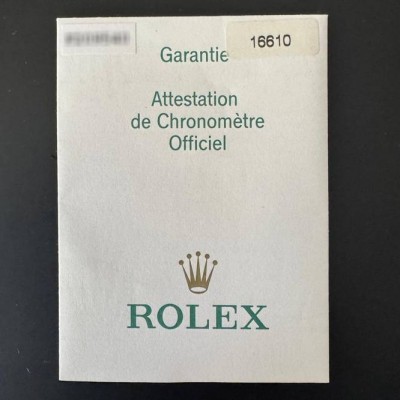 16610
Garantie
Attestation
de Chronomètre
Officiel
ROLEX